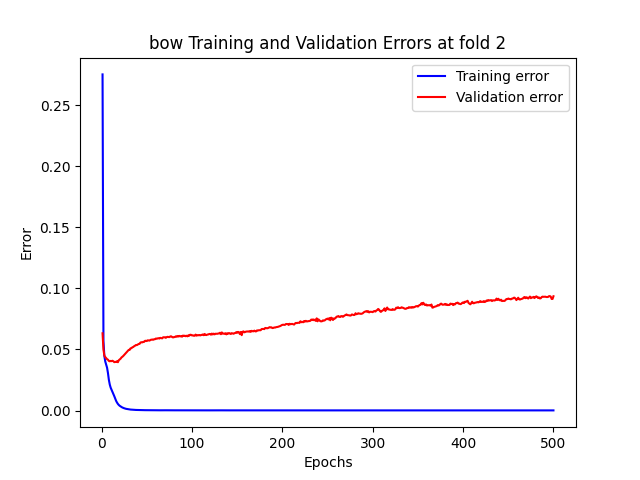 bow Training and Validation Errors at fold 2
Training error
Validation error
0.25
0.20
0.15
0.10
0.05
0.00
Error
0 100 200 300 400 500
Epochs